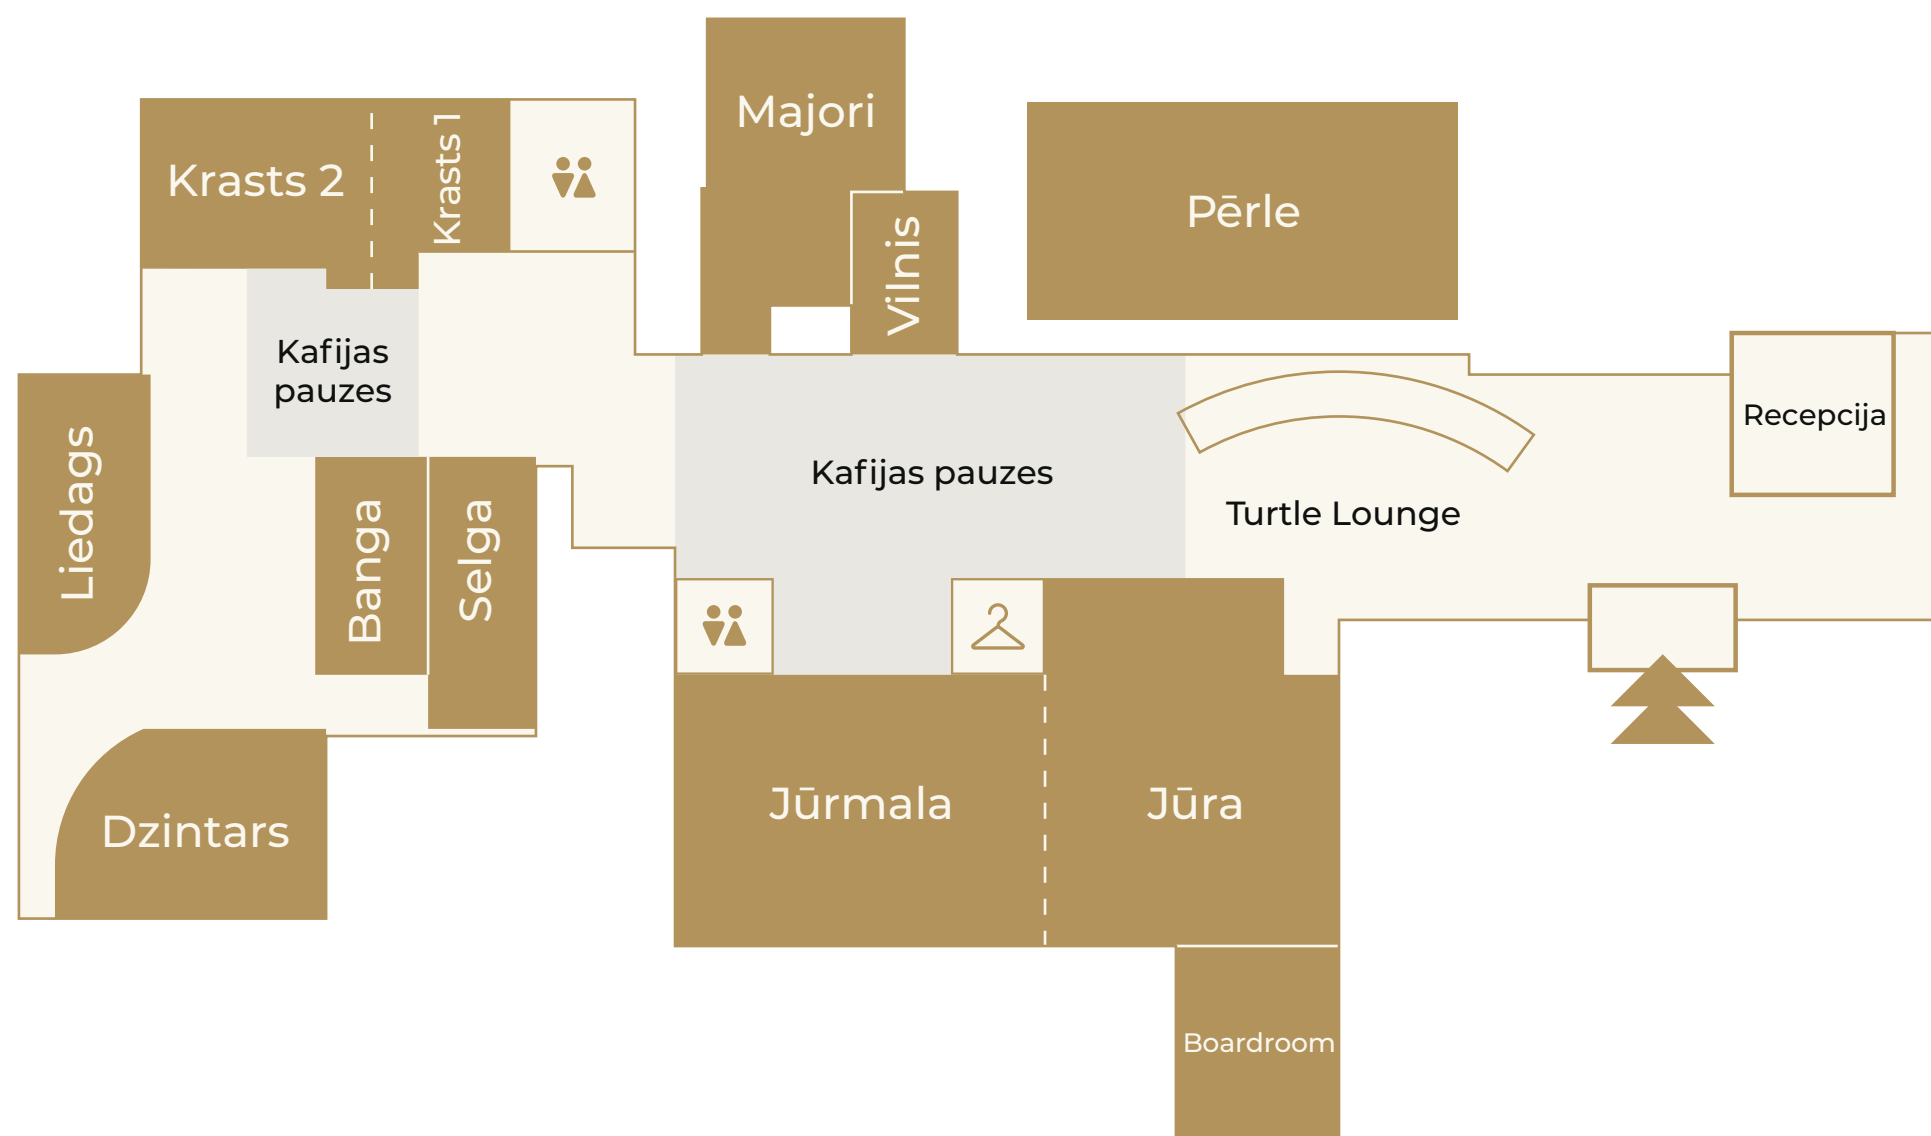 Majori
Krasts 2
Krasts 1
Pērle
Vilnis
Kafijas
pauzes
Recepcija
Liedags
Kafijas pauzes
Turtle Lounge
Banga
Selga
Jūrmala
Jūra
Dzintars
Boardroom